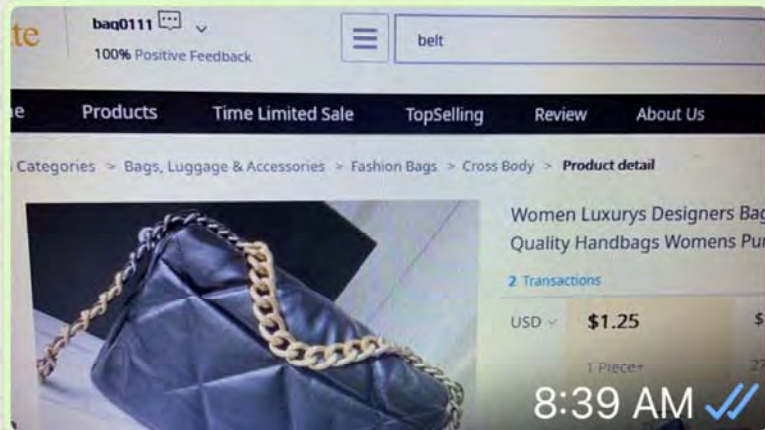 te
baq0111
100% Positive Feedback
belt
ne Products Time Limited Sale TopSelling Review About Us
Categories > Bags, Luggage & Accessories > Fashion Bags > Cross Body > Product detail
Women Luxurys Designers Bag
Quality Handbags Womens Pur
2 Transactions
USD $1.25 $
1 Piece+ 27
8:39 AM